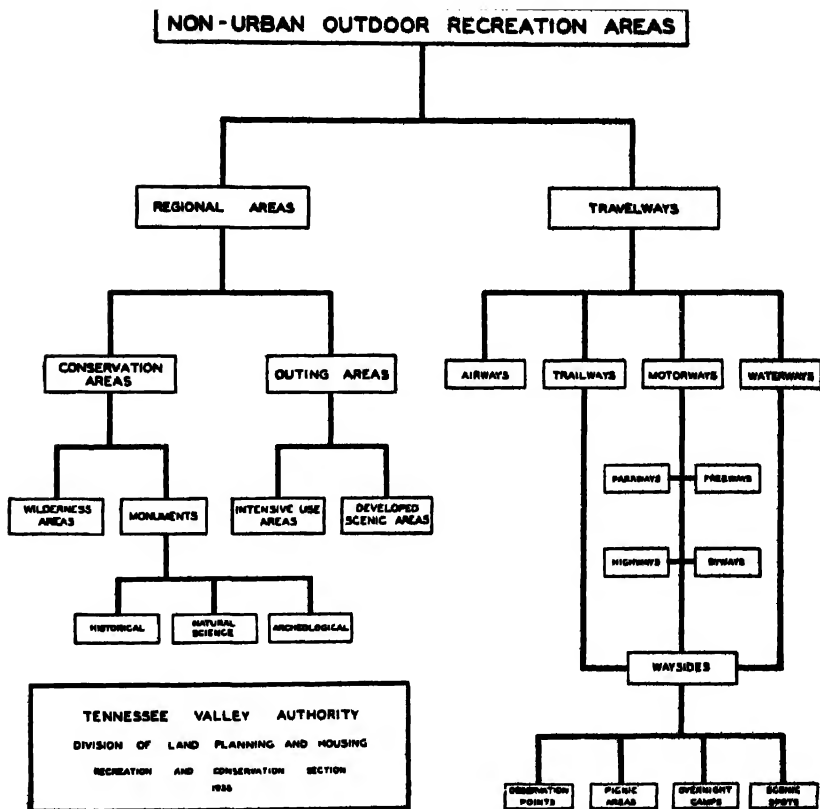 NON-URBAN OUTDOOR RECREATION AREAS
REGIONAL AREAS
TRAVELWAYS
CONSERVATION
AREAS
OUTING AREAS
AIRWAYS
TRAILWAYS
MOTORWAYS
WATERWAYS
PARKWAYS
FREEWAYS
WILDERNESS
AREAS
MONUMENTS
INTENSIVE USE
AREAS
DEVELOPED
SCENIC AREAS
HIGHWAYS
BYWAYS
HISTORICAL
NATURAL
SCIENCE
ARCHEOLOGICAL
WAYSIDES
TENNESSEE VALLEY AUTHORITY
DIVISION OF LAND PLANNING AND HOUSING
RECREATION AND CONSERVATION SECTION
OBSERVATION
POINTS
PICNIC
AREAS
OVERNIGHT
CAMPS
SCENIC
SPOTS